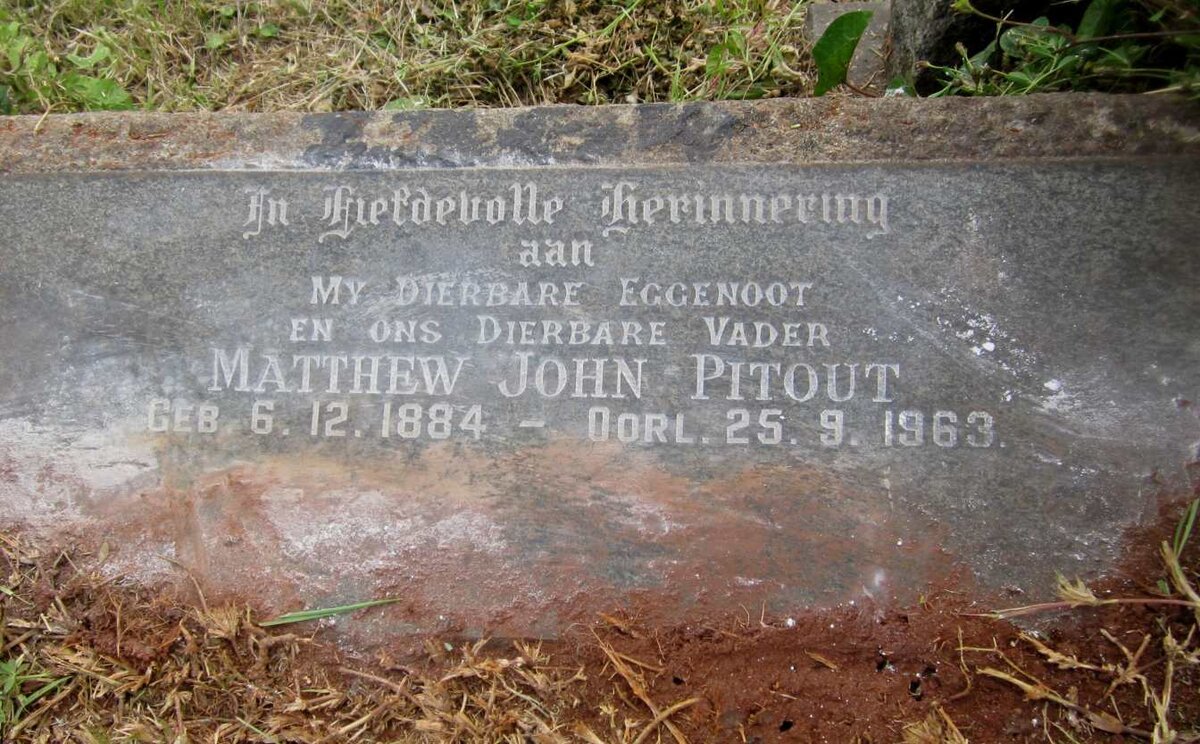 In Liefdevolle Herinnering
aan
My Dierbare Eggenoot
en ons Dierbare Vader
Matthew John Pitout
Geb 6. 12. 1884 – Oorl. 25. 9. 1963.